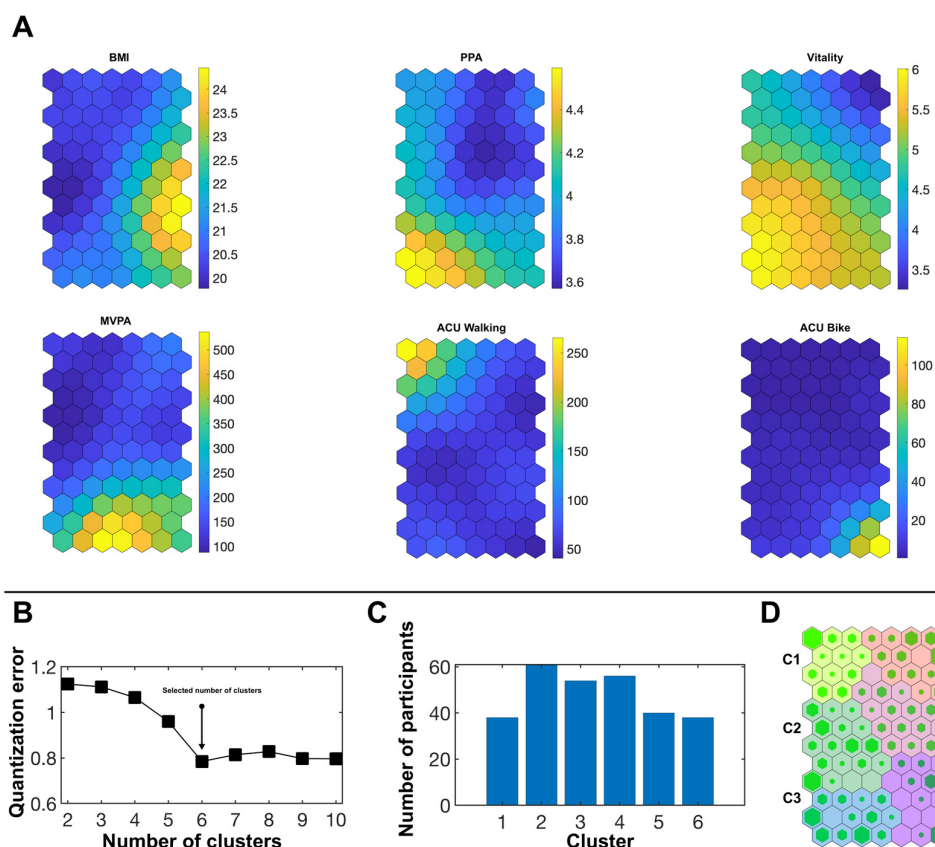 A
BMI
24
23.5
23
22.5
22
21.5
21
20.5
20
PPA
4.4
4.2
4
3.8
3.6
Vitality
6
5.5
5
4.5
4
3.5
MVPA
500
450
400
350
300
250
200
150
100
ACU Walking
250
200
150
100
50
ACU Bike
100
80
60
40
20
B
Quantization error
1.2
1
0.8
0.6
Selected number of clusters
2 3 4 5 6 7 8 9 10
Number of clusters
C
Number of participants
60
40
20
0
1 2 3 4 5 6
Cluster
D
C1
C2
C3